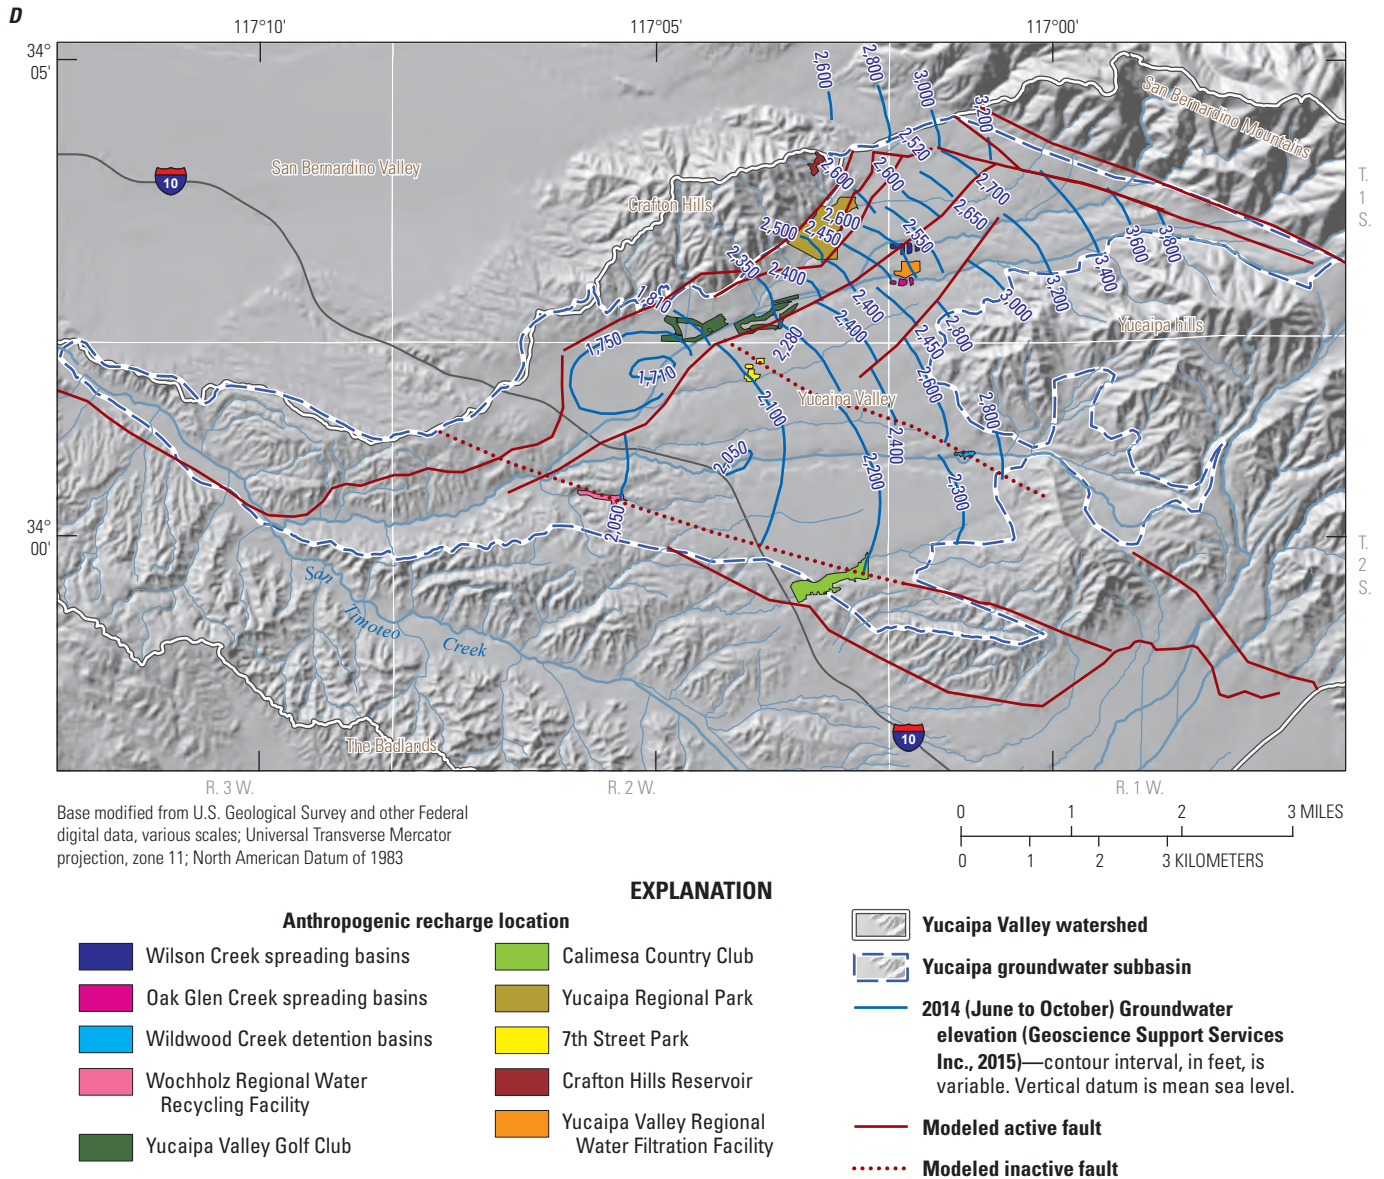 D
117°10'
117°05'
117°00'
34°
05'
34°
00'
San Bernardino Valley
Crafton Hills
San Bernardino Mountains
Yucaipa hills
Yucaipa Valley
The Badlands
San
Timoteo
Creek
10
10
T.
1
S.
T.
2
S.
2,600
2,800
3,000
3,200
2,520
2,600
2,600
2,700
2,650
2,600
2,550
2,500
2,450
2,350
2,400
3,800
3,600
3,400
3,200
3,000
1,810
1,750
1,710
2,400
2,400
2,280
2,450
2,800
2,600
2,800
2,100
2,400
2,050
2,200
2,300
2,050
R. 3 W.
R. 2 W.
R. 1 W.
Base modified from U.S. Geological Survey and other Federal
digital data, various scales; Universal Transverse Mercator
projection, zone 11; North American Datum of 1983
0 1 2 3 MILES
0 1 2 3 KILOMETERS
EXPLANATION
Anthropogenic recharge location
Wilson Creek spreading basins
Oak Glen Creek spreading basins
Wildwood Creek detention basins
Wochholz Regional Water
Recycling Facility
Yucaipa Valley Golf Club
Calimesa Country Club
Yucaipa Regional Park
7th Street Park
Crafton Hills Reservoir
Yucaipa Valley Regional
Water Filtration Facility
Yucaipa Valley watershed
Yucaipa groundwater subbasin
2014 (June to October) Groundwater
elevation (Geoscience Support Services
Inc., 2015)—contour interval, in feet, is
variable. Vertical datum is mean sea level.
Modeled active fault
Modeled inactive fault